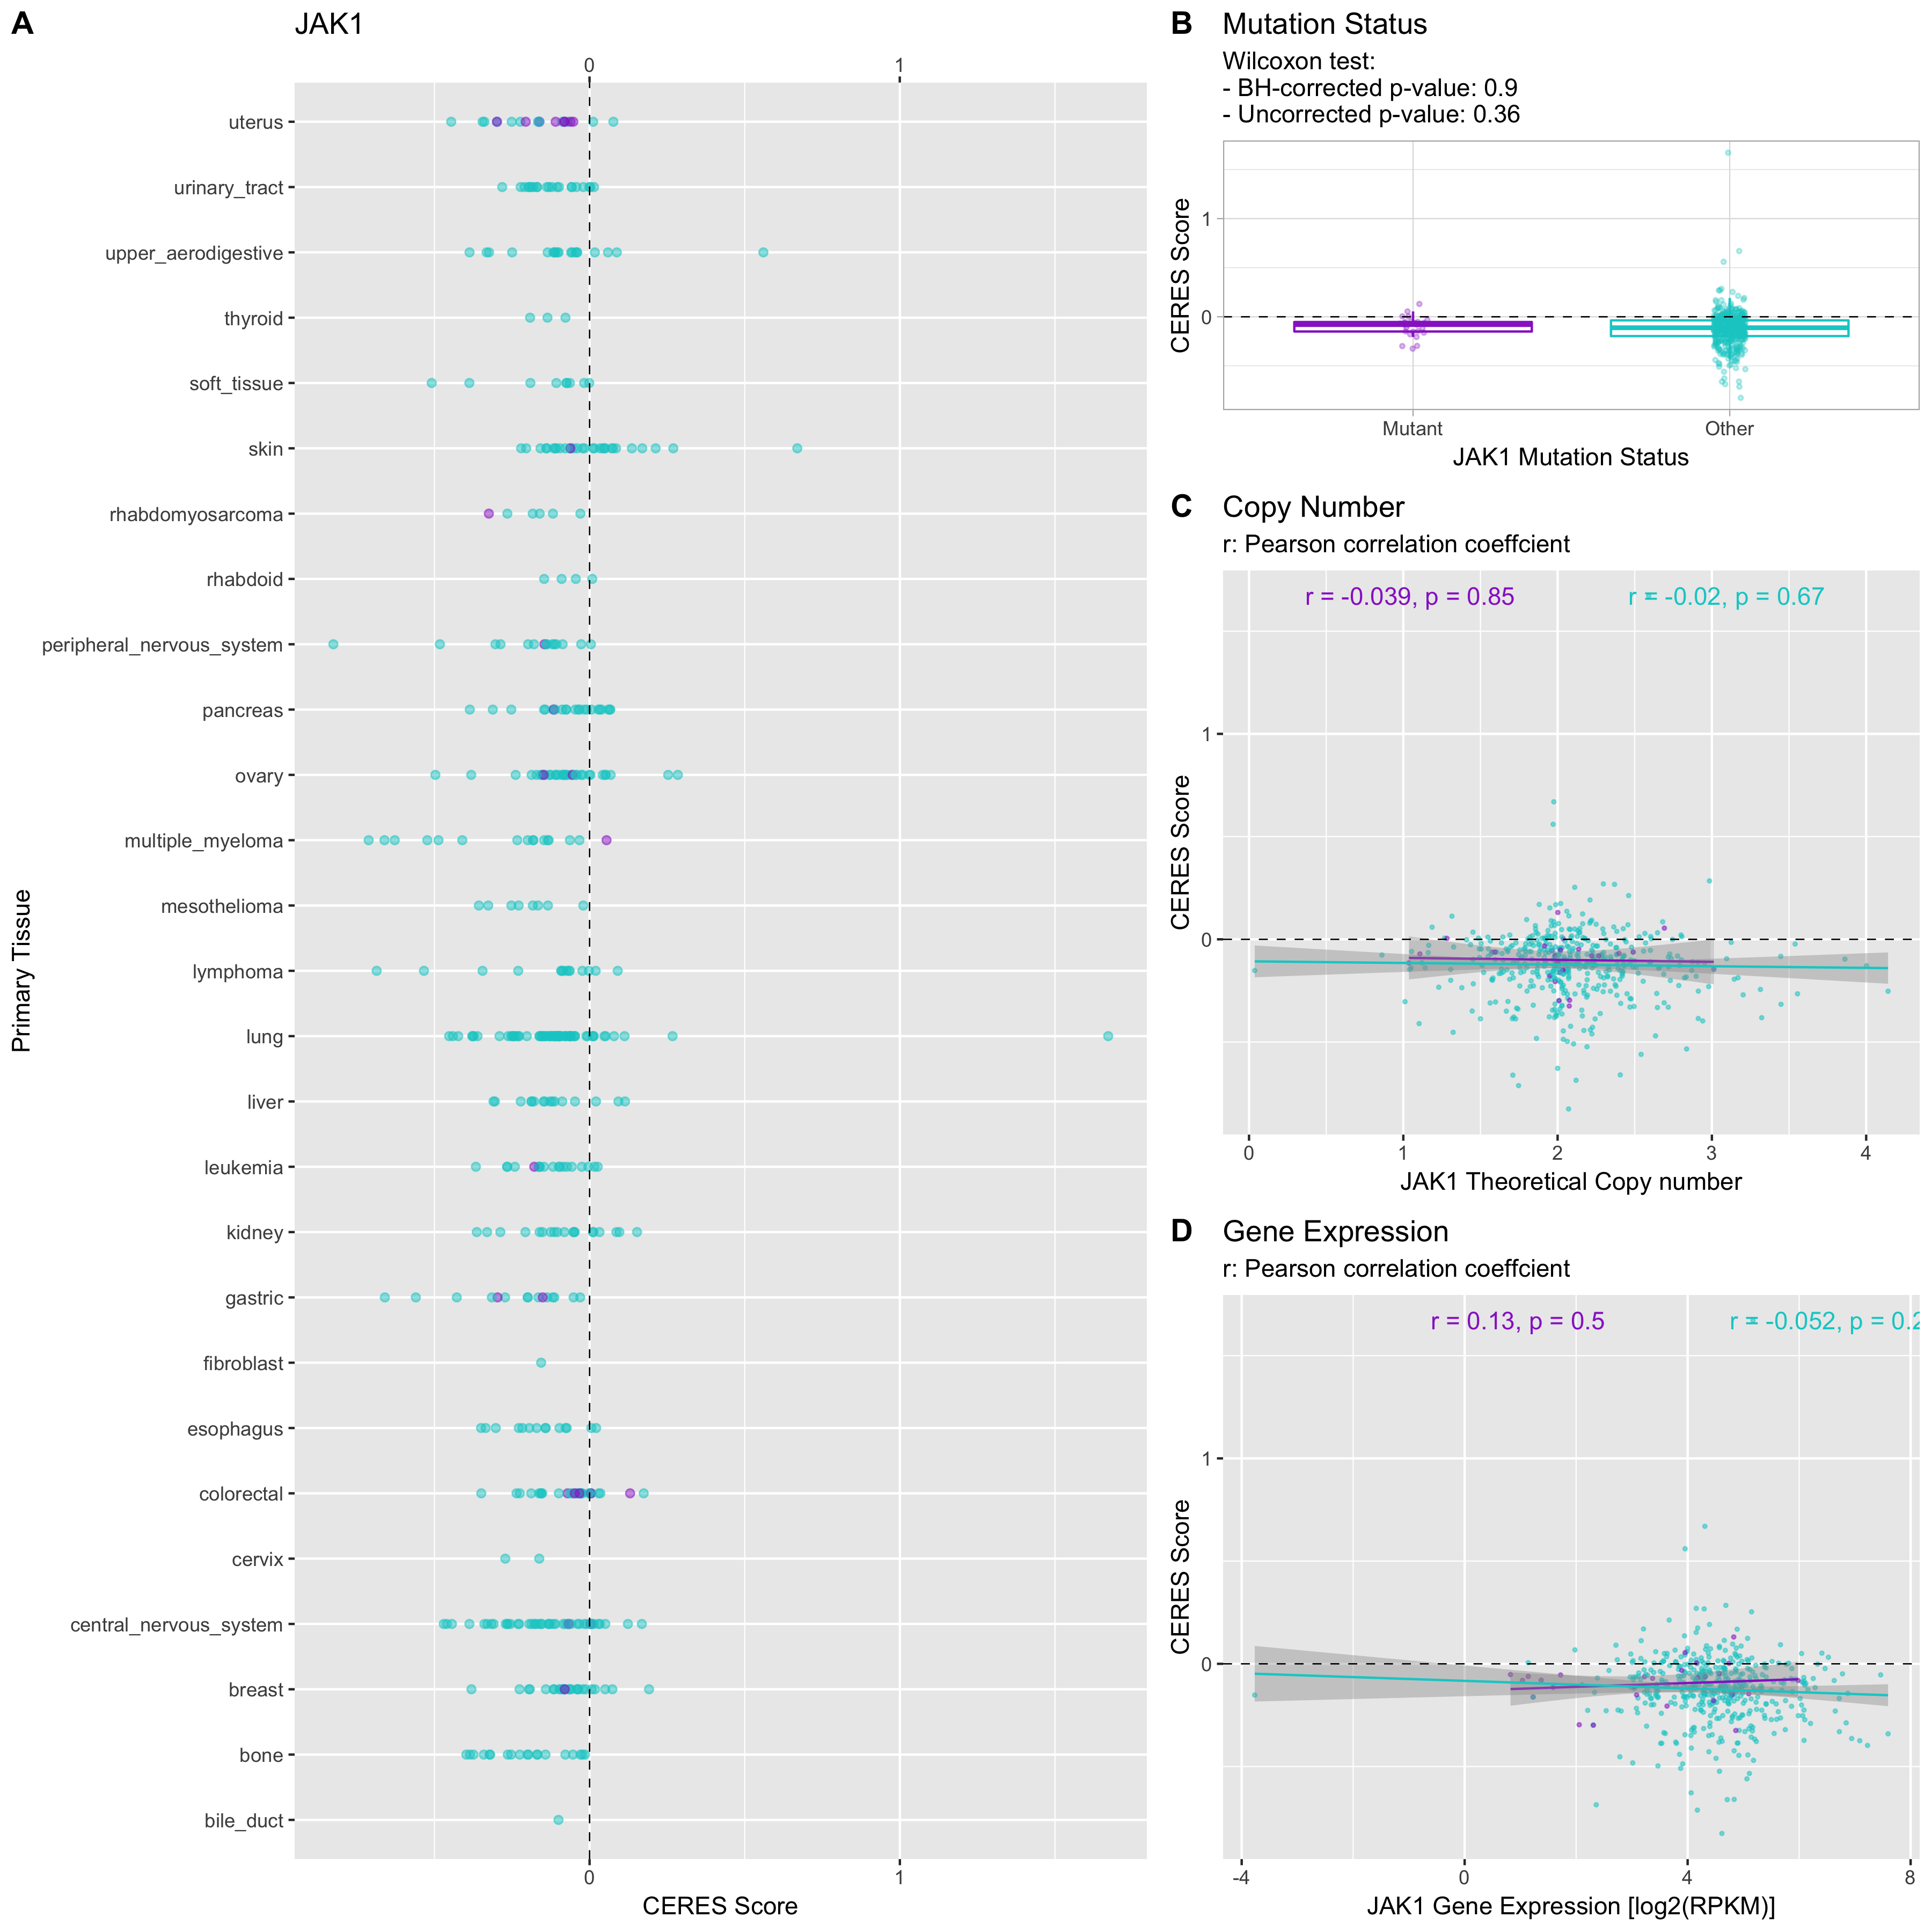 A
JAK1
0
1
uterus
urinary_tract
upper_aerodigestive
thyroid
soft_tissue
skin
rhabdomyosarcoma
rhabdoid
peripheral_nervous_system
pancreas
ovary
multiple_myeloma
mesothelioma
lymphoma
lung
liver
leukemia
kidney
gastric
fibroblast
esophagus
colorectal
cervix
central_nervous_system
breast
bone
bile_duct
Primary Tissue
0
1
CERES Score
B
Mutation Status
Wilcoxon test:
- BH-corrected p-value: 0.9
- Uncorrected p-value: 0.36
CERES Score
1
0
Mutant
Other
JAK1 Mutation Status
C
Copy Number
r: Pearson correlation coeffcient
r = -0.039, p = 0.85
r = -0.02, p = 0.67
CERES Score
1
0
0
1
2
3
4
JAK1 Theoretical Copy number
D
Gene Expression
r: Pearson correlation coeffcient
r = 0.13, p = 0.5
r = -0.052, p = 0.2
CERES Score
1
0
-4
0
4
8
JAK1 Gene Expression [log2(RPKM)]